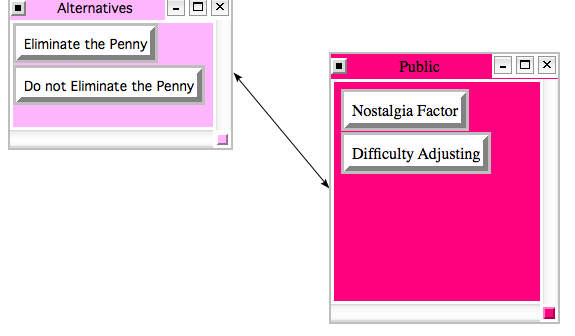 Alternatives
Eliminate the Penny
Do not Eliminate the Penny
Public
Nostalgia Factor
Difficulty Adjusting